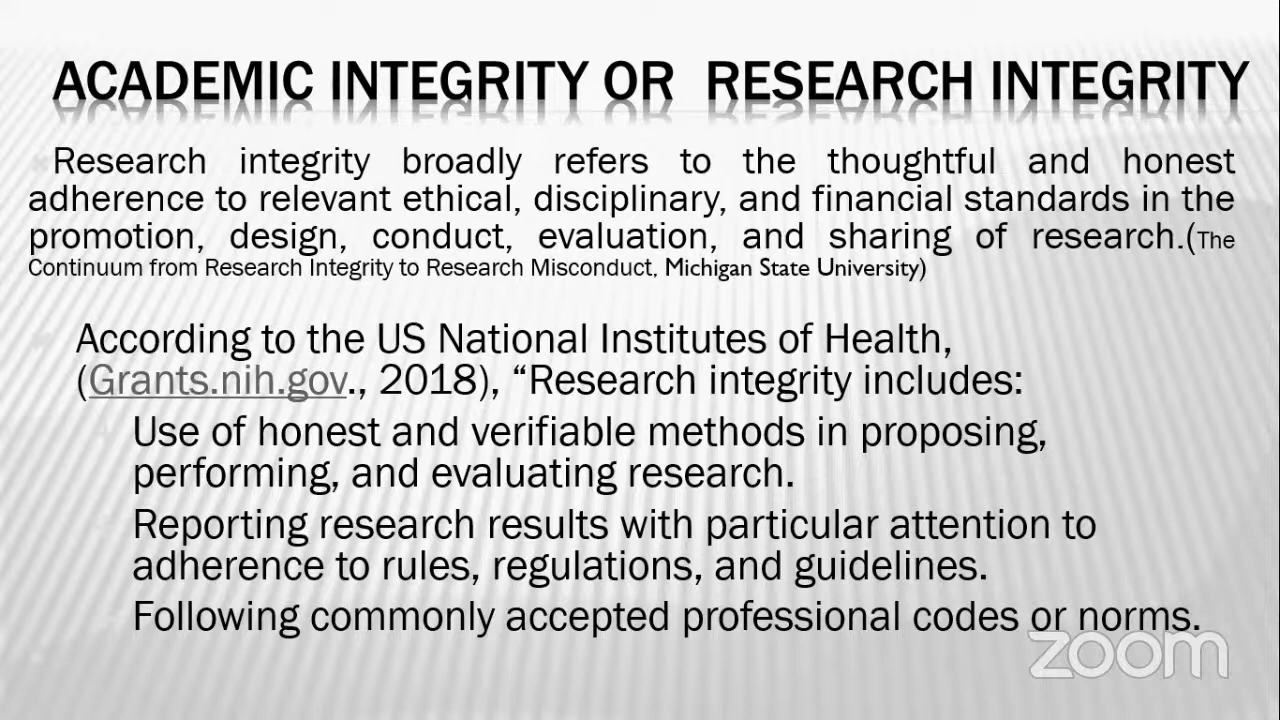 ACADEMIC INTEGRITY OR RESEARCH INTEGRITY
Research integrity broadly refers to the thoughtful and honest
adherence to relevant ethical, disciplinary, and financial standards in the
promotion, design, conduct, evaluation, and sharing of research.(The
Continuum from Research Integrity to Research Misconduct, Michigan State University)
According to the US National Institutes of Health,
(Grants.nih.gov., 2018), “Research integrity includes:
Use of honest and verifiable methods in proposing,
performing, and evaluating research.
Reporting research results with particular attention to
adherence to rules, regulations, and guidelines.
Following commonly accepted professional codes or norms.
zoom